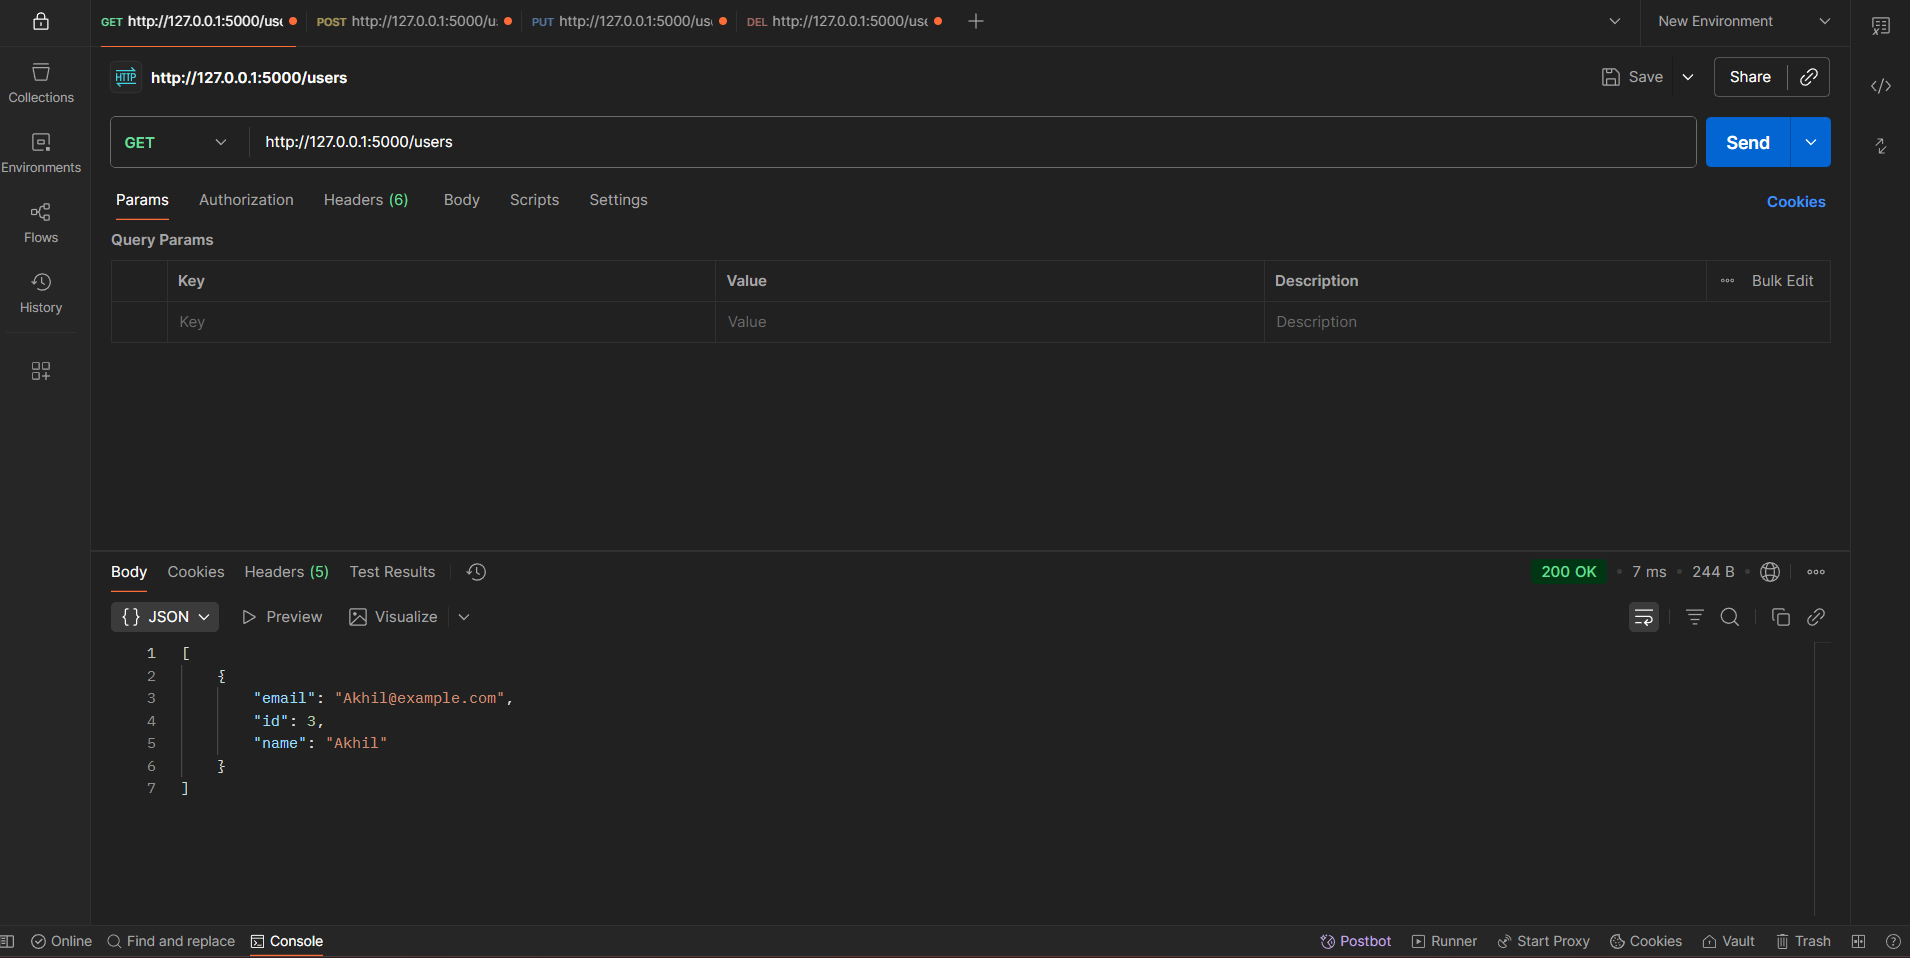 GET http://127.0.0.1:5000/use
POST http://127.0.0.1:5000/u
PUT http://127.0.0.1:5000/us
DEL http://127.0.0.1:5000/use
New Environment
Collections
Environments
Flows
History
HTTP http://127.0.0.1:5000/users
Save
Share
GET http://127.0.0.1:5000/users
Send
Params Authorization Headers (6) Body Scripts Settings
Cookies
Query Params
Key Value Description Bulk Edit
Key Value Description
Body Cookies Headers (5) Test Results
200 OK • 7 ms • 244 B •
{} JSON Preview Visualize
1 [
2 {
3 "email": "Akhil@example.com",
4 "id": 3,
5 "name": "Akhil"
6 }
7 ]
Online Find and replace Console
Postbot Runner Start Proxy Cookies Vault Trash